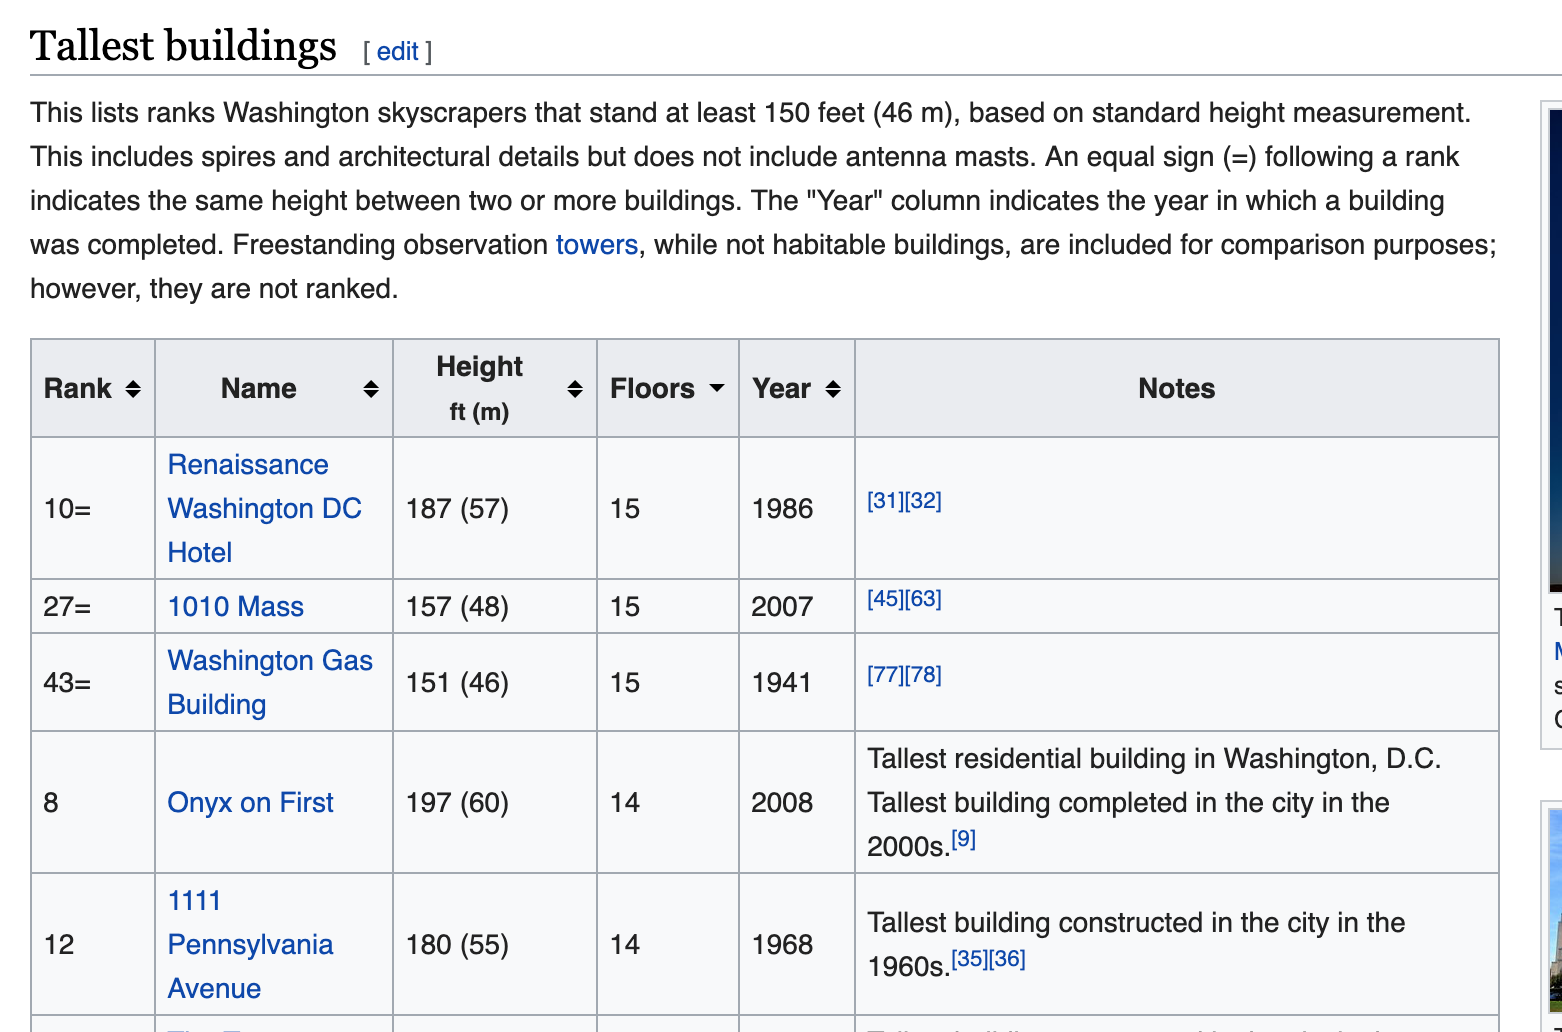 Tallest buildings [ edit ]
This lists ranks Washington skyscrapers that stand at least 150 feet (46 m), based on standard height measurement.
This includes spires and architectural details but does not include antenna masts. An equal sign (=) following a rank
indicates the same height between two or more buildings. The "Year" column indicates the year in which a building
was completed. Freestanding observation towers, while not habitable buildings, are included for comparison purposes;
however, they are not ranked.
Rank Name Height ft (m) Floors Year Notes
10= Renaissance Washington DC Hotel 187 (57) 15 1986 [31][32]
27= 1010 Mass 157 (48) 15 2007 [45][63]
43= Washington Gas Building 151 (46) 15 1941 [77][78]
8 Onyx on First 197 (60) 14 2008 Tallest residential building in Washington, D.C. Tallest building completed in the city in the 2000s.[9]
12 1111 Pennsylvania Avenue 180 (55) 14 1968 Tallest building constructed in the city in the 1960s.[35][36]